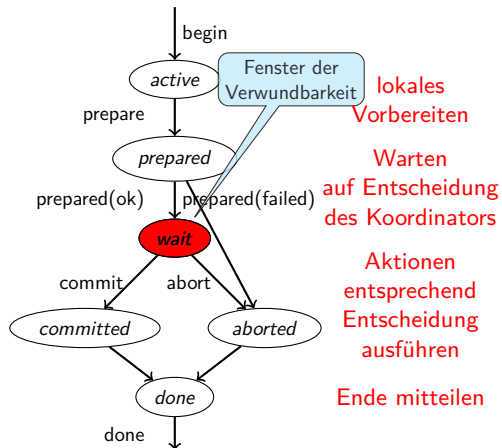 begin
Fenster der
Verwundbarkeit
active
lokales
Vorbereiten
prepare
prepared
Warten
auf Entscheidung
des Koordinators
prepared(ok)
prepared(failed)
wait
Aktionen
entsprechend
Entscheidung
ausführen
commit
abort
committed
aborted
done
Ende mitteilen
done